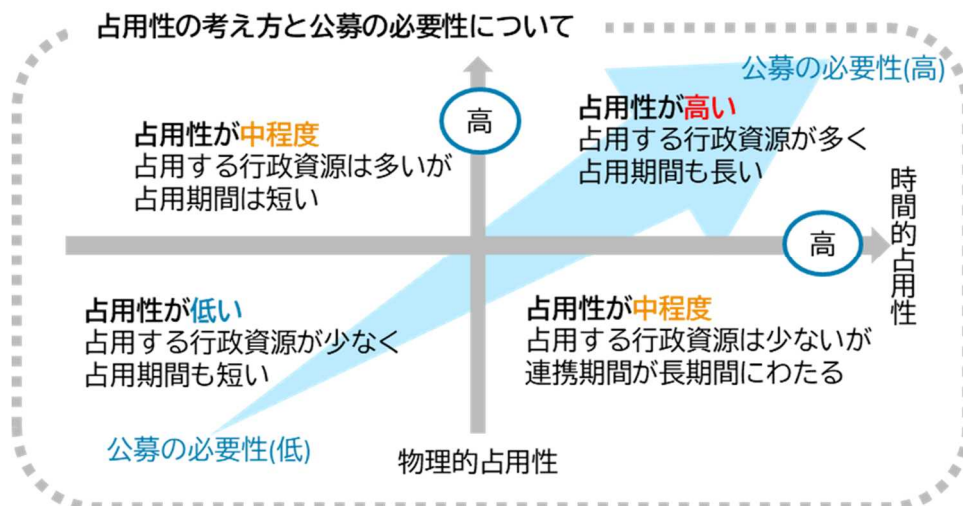 占用性の考え方と公募の必要性について
公募の必要性(高)
高
占用性が中程度
占用する行政資源は多いが
占用期間は短い
占用性が高い
占用する行政資源が多く
占用期間も長い
高
時間的占用性
占用性が低い
占用する行政資源が少なく
占用期間も短い
占用性が中程度
占用する行政資源は少ないが
連携期間が長期間にわたる
公募の必要性(低)
物理的占用性